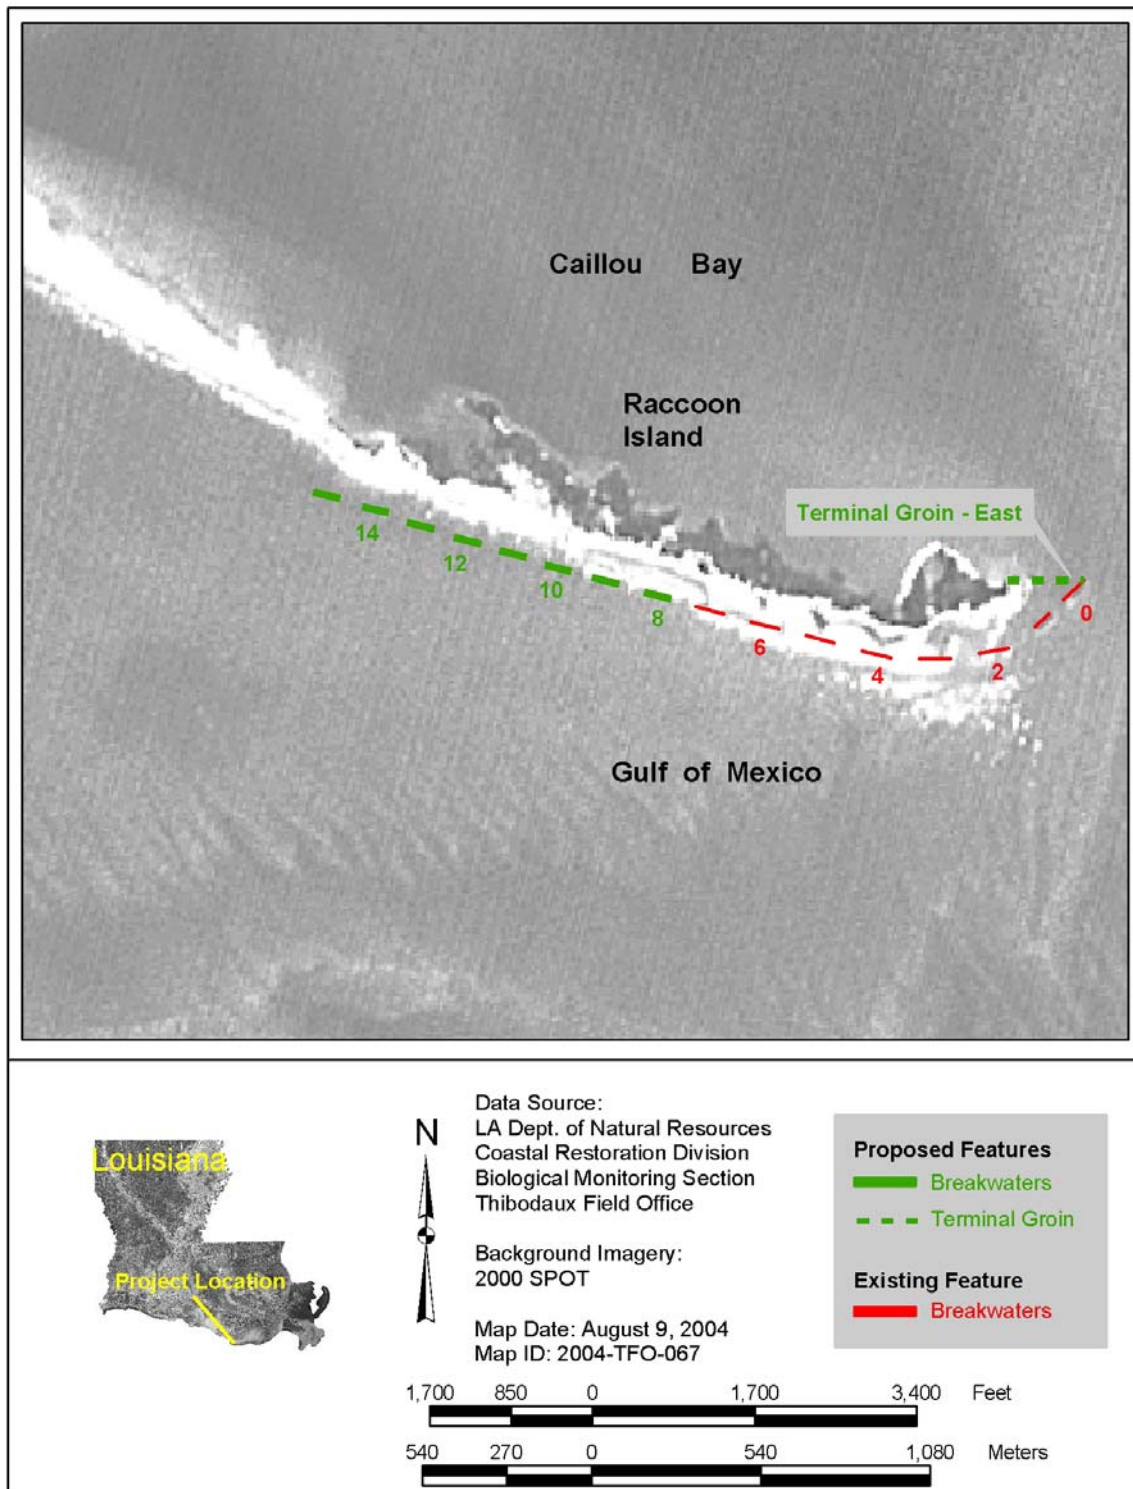 Caillou Bay
Raccoon
Island
Terminal Groin - East
14
12
10
8
6
4
2
0
Gulf of Mexico
Louisiana
Project Location
N
Data Source:
LA Dept. of Natural Resources
Coastal Restoration Division
Biological Monitoring Section
Thibodaux Field Office
Background Imagery:
2000 SPOT
Map Date: August 9, 2004
Map ID: 2004-TFO-067
Proposed Features
Breakwaters
Terminal Groin
Existing Feature
Breakwaters
1,700 850 0 1,700 3,400 Feet
540 270 0 540 1,080 Meters